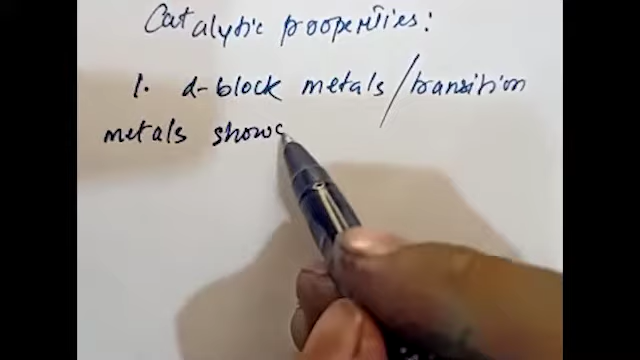 Catalytic properties:
1. d-block metals/transition
metals shows